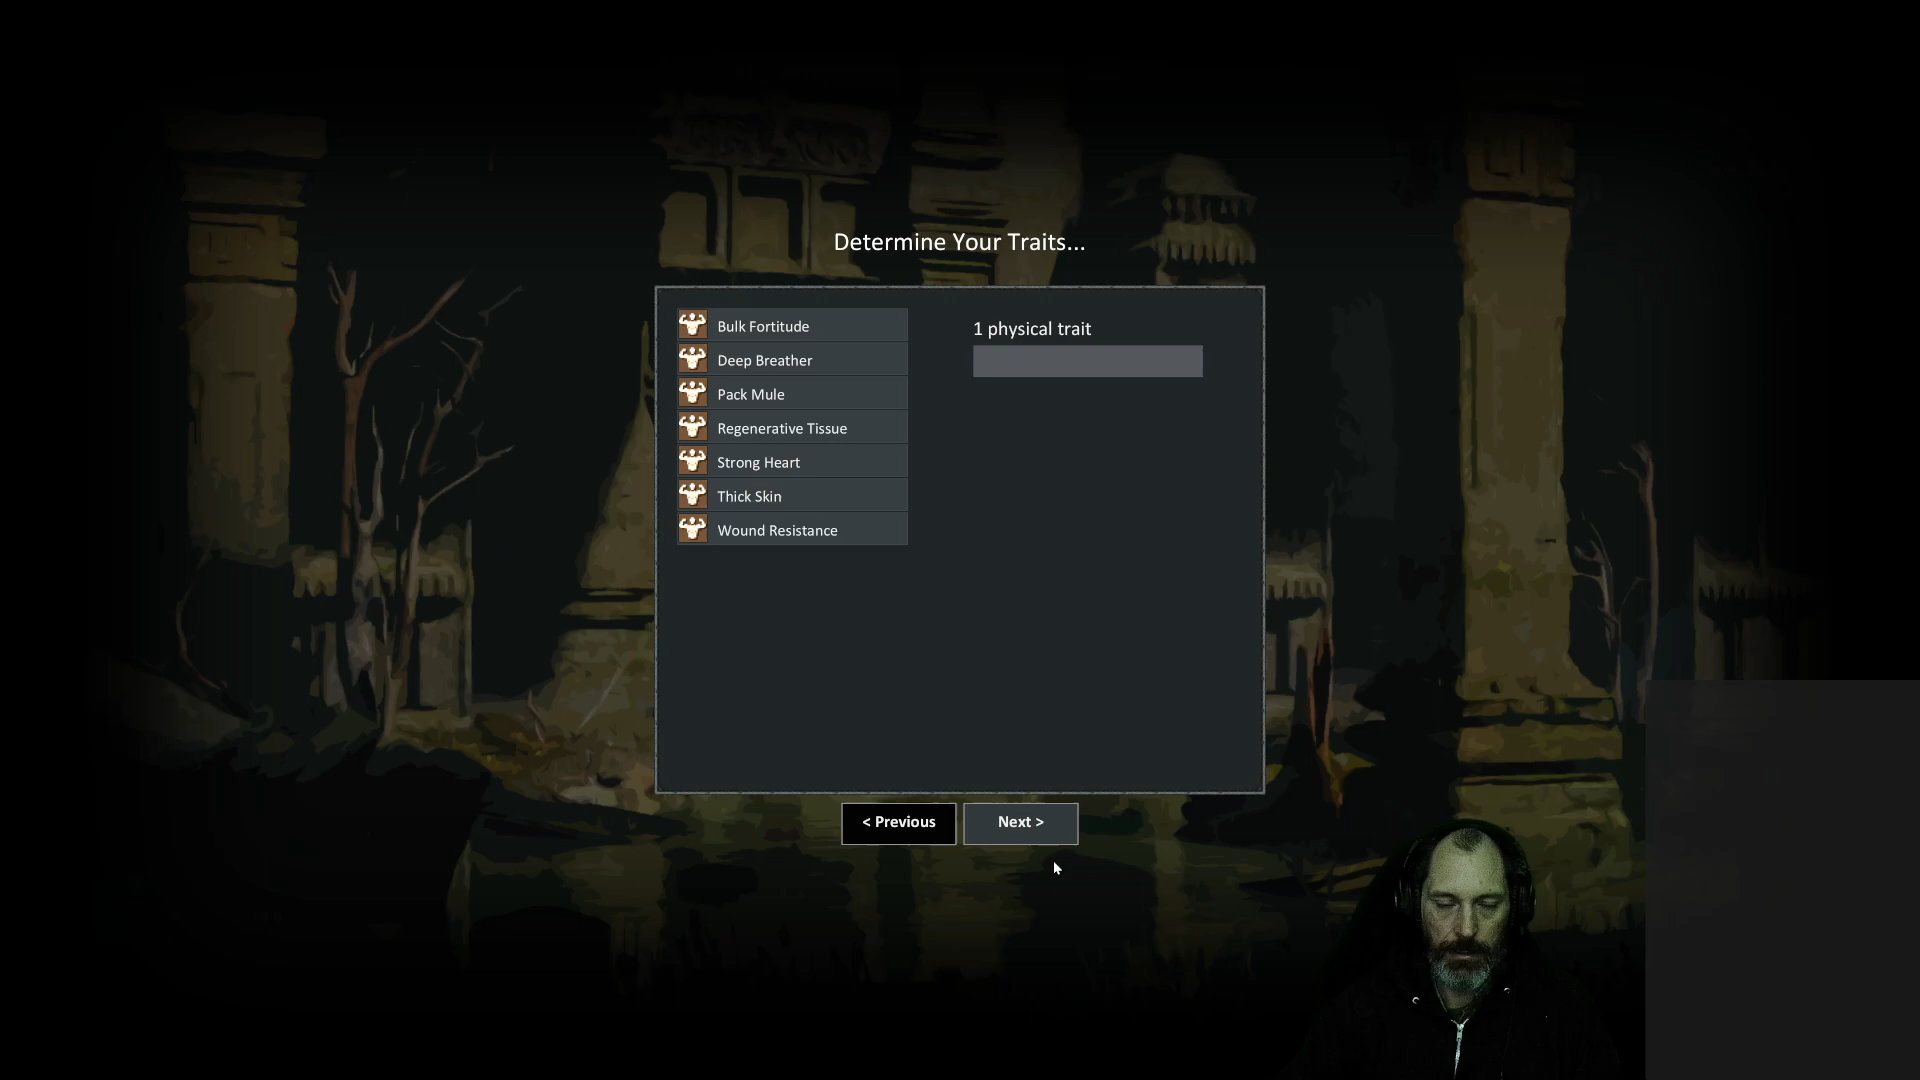 Determine Your Traits...
Bulk Fortitude
Deep Breather
Pack Mule
Regenerative Tissue
Strong Heart
Thick Skin
Wound Resistance
1 physical trait
< Previous
Next >